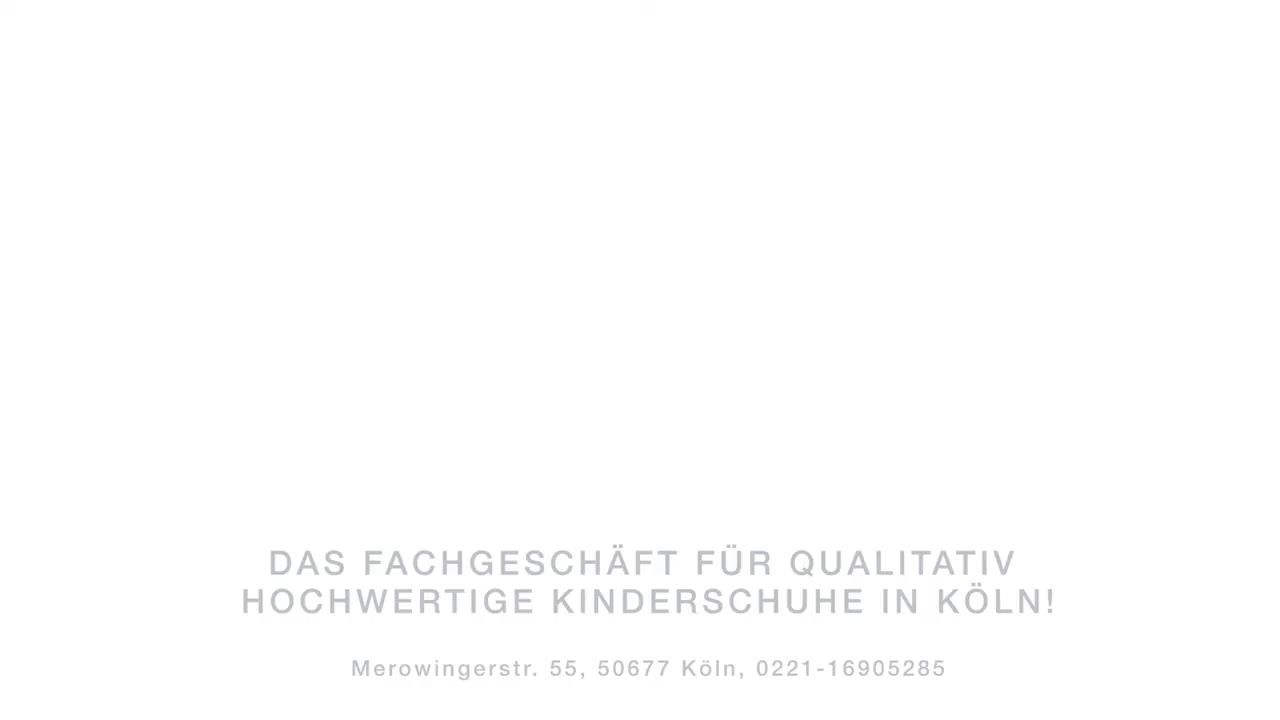 DAS FACHGESCHÄFT FÜR QUALITATIV
HOCHWERTIGE KINDERSCHUHE IN KÖLN!
Merowingerstr. 55, 50677 Köln, 0221-16905285